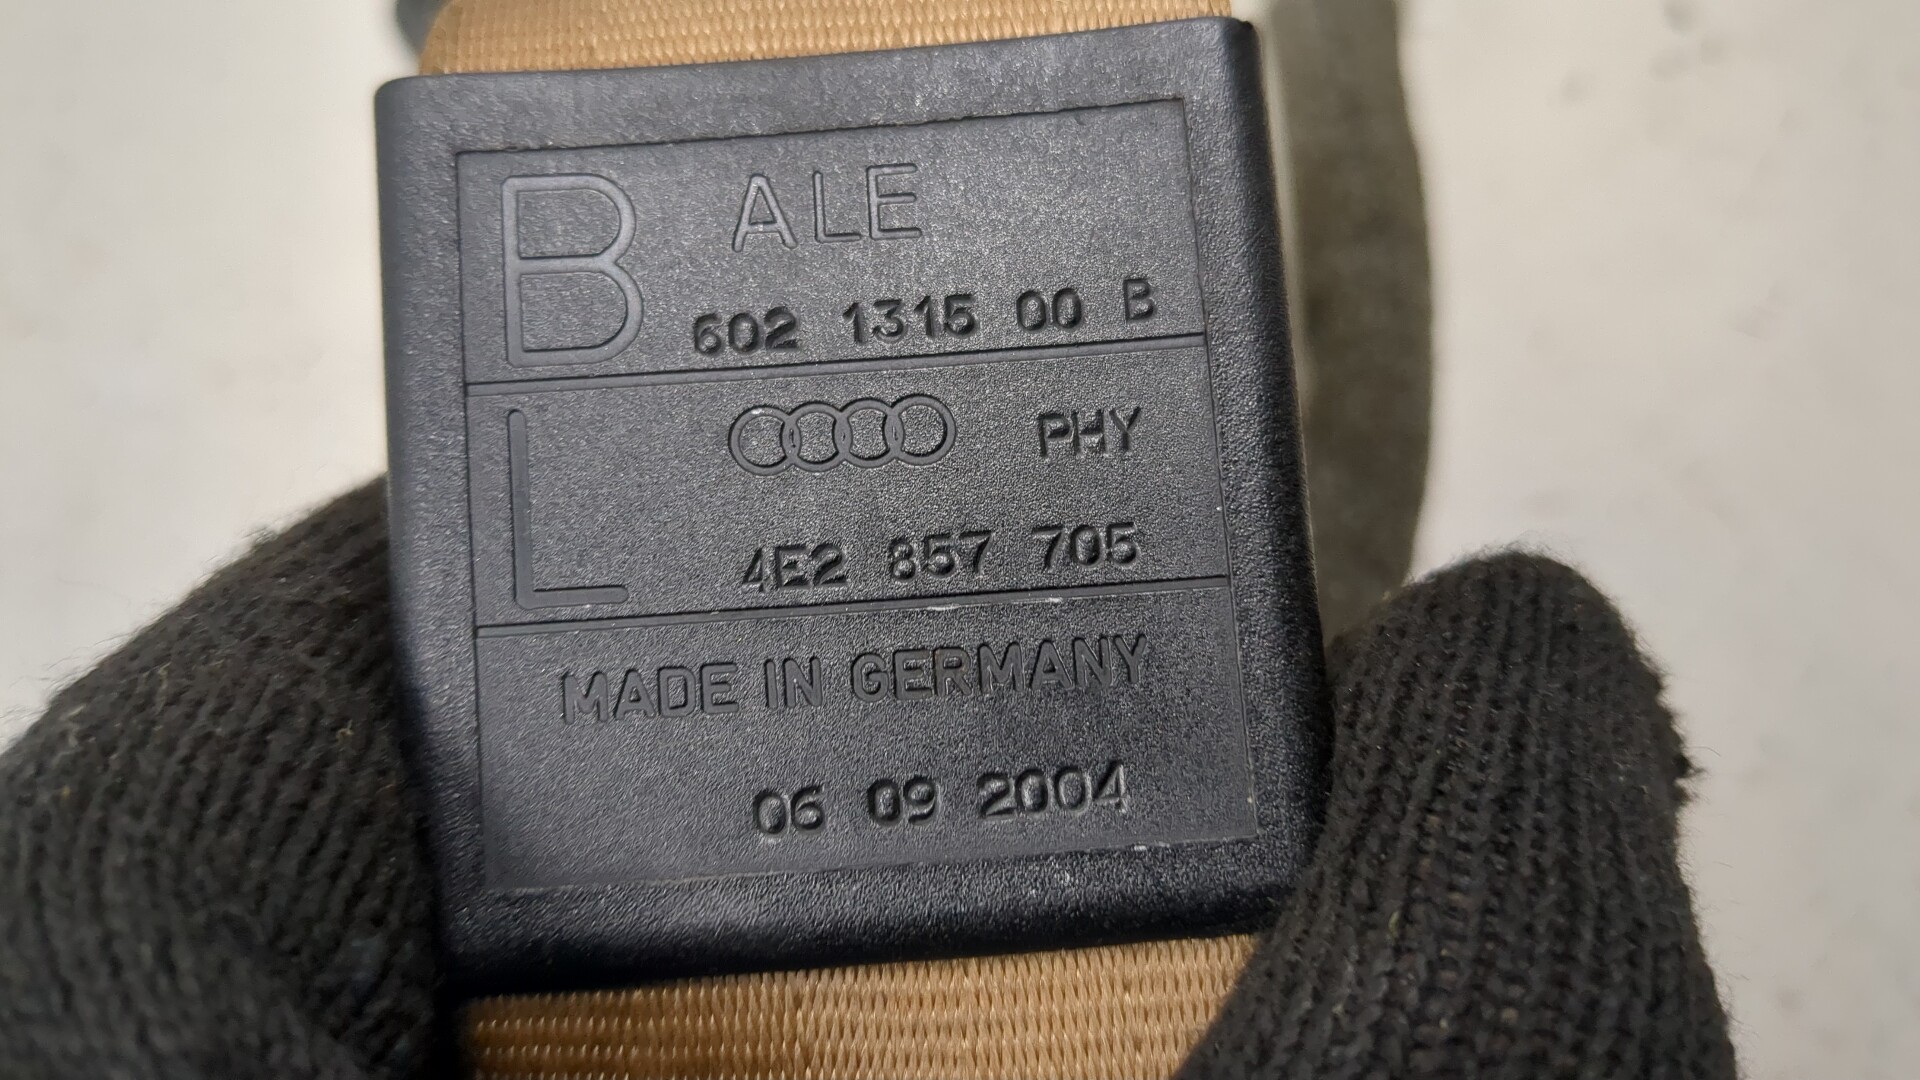 B ALE
602 1315 00 B
L PHY
4E2 857 705
MADE IN GERMANY
06 09 2004